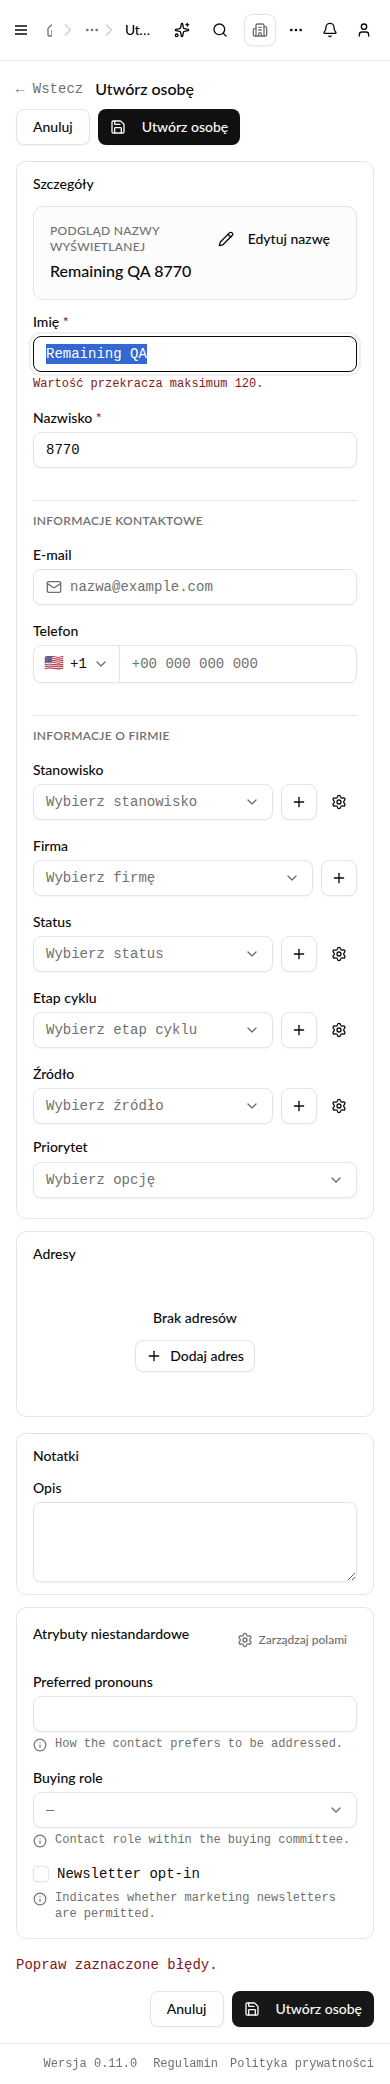 Ut...
← Wstecz Utwórz osobę
Anuluj Utwórz osobę
Szczegóły
PODGLĄD NAZWY
WYŚWIETLANEJ
Edytuj nazwę
Remaining QA 8770
Imię *
Remaining QA
Wartość przekracza maksimum 120.
Nazwisko *
8770
INFORMACJE KONTAKTOWE
E-mail
nazwa@example.com
Telefon
+1 +00 000 000 000
INFORMACJE O FIRMIE
Stanowisko
Wybierz stanowisko
Firma
Wybierz firmę
Status
Wybierz status
Etap cyklu
Wybierz etap cyklu
Źródło
Wybierz źródło
Priorytet
Wybierz opcję
Adresy
Brak adresów
Dodaj adres
Notatki
Opis
Atrybuty niestandardowe Zarządzaj polami
Preferred pronouns
How the contact prefers to be addressed.
Buying role
—
Contact role within the buying committee.
Newsletter opt-in
Indicates whether marketing newsletters
are permitted.
Popraw zaznaczone błędy.
Anuluj Utwórz osobę
Wersja 0.11.0 Regulamin Polityka prywatności